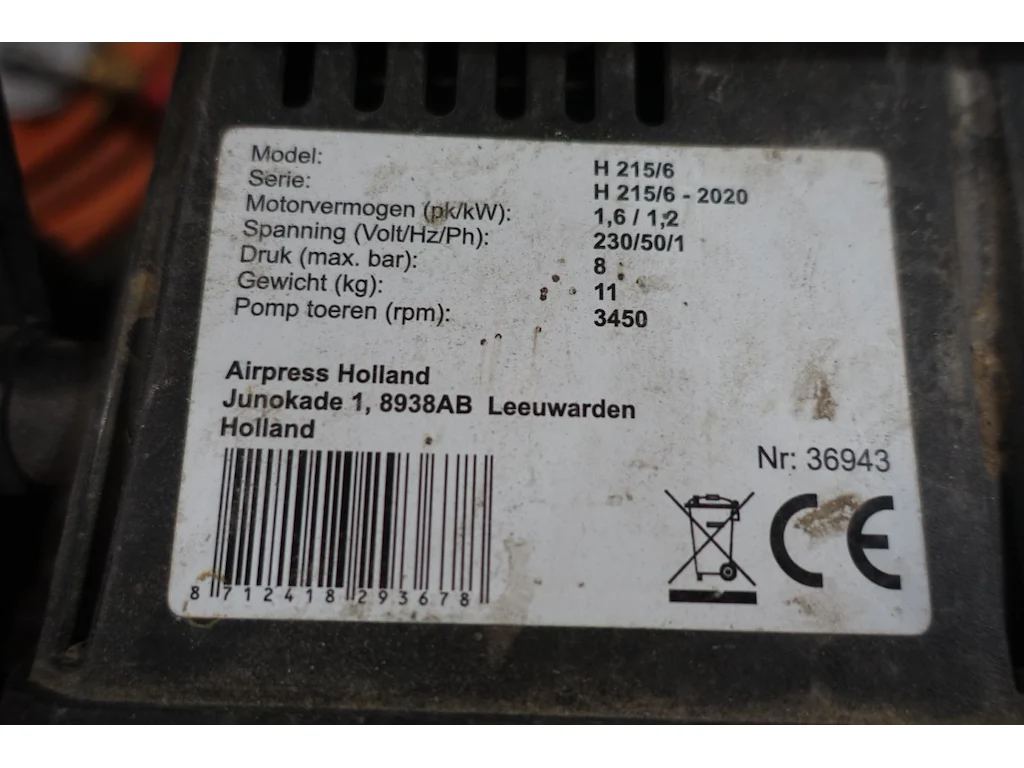 Model: H 215/6
Serie: H 215/6 - 2020
Motorvermogen (pk/kW): 1,6 / 1,2
Spanning (Volt/Hz/Ph): 230/50/1
Druk (max. bar): 8
Gewicht (kg): 11
Pomp toeren (rpm): 3450
Airpress Holland
Junokade 1, 8938AB Leeuwarden
Holland
Nr: 36943
CE
8 712418 293678